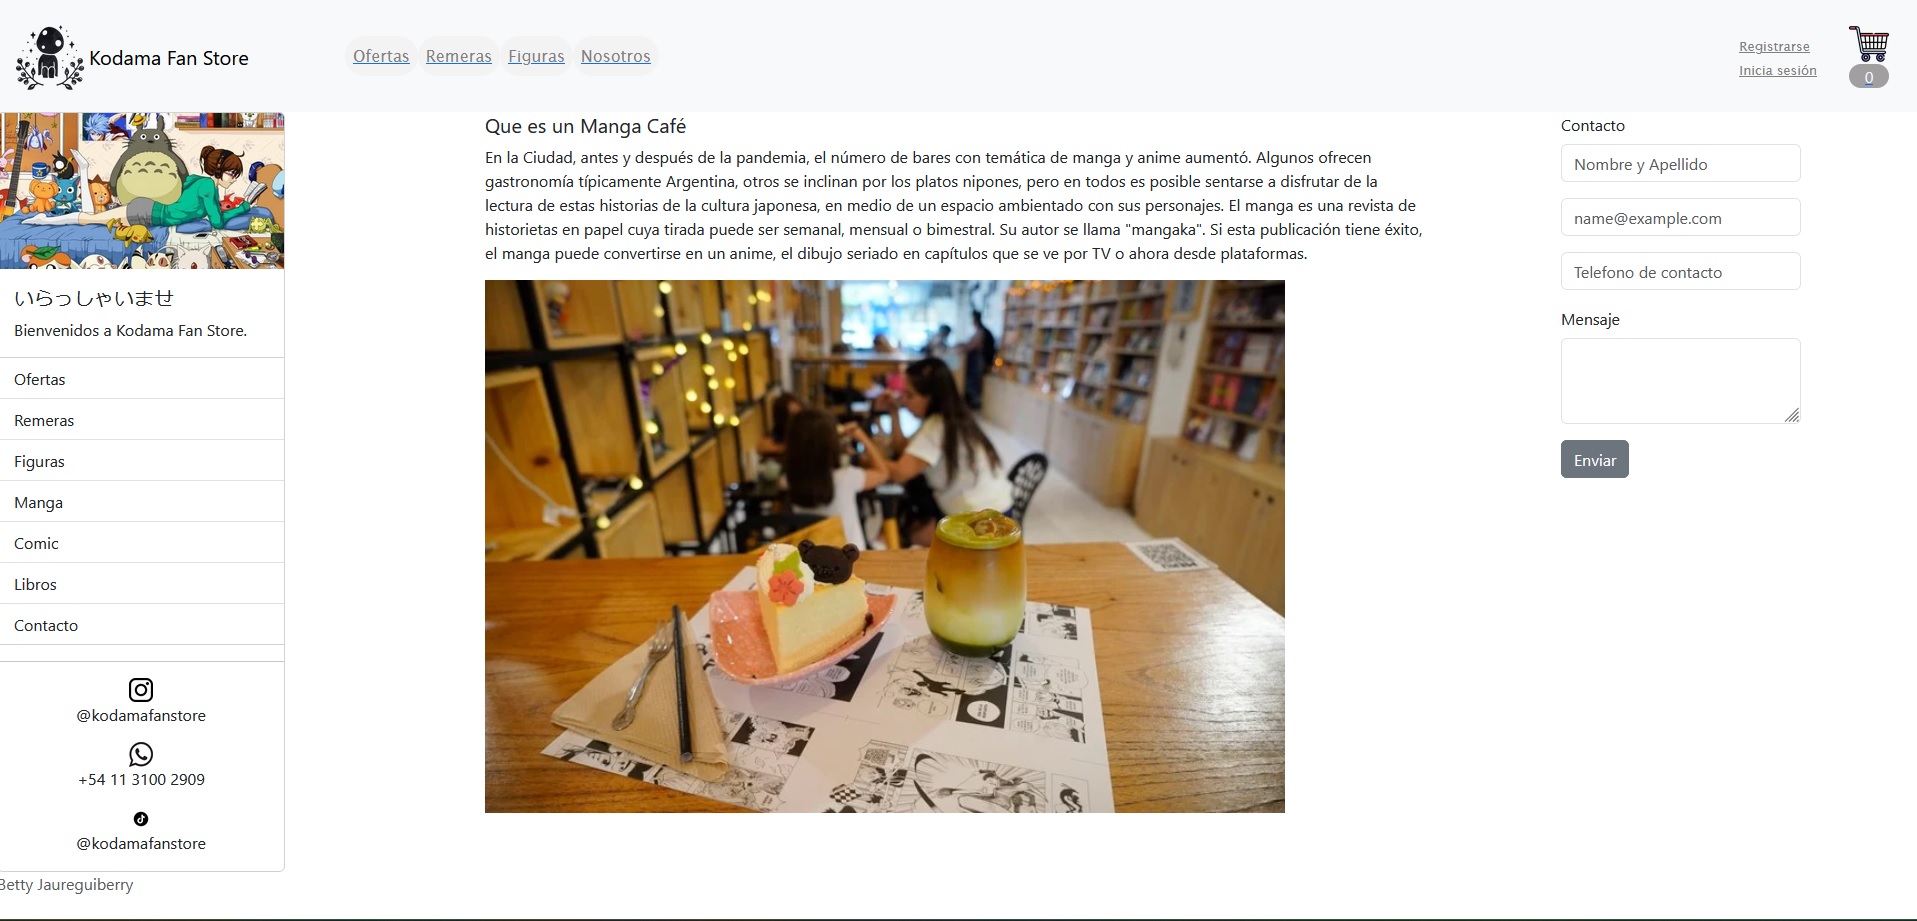 Kodama Fan Store
Ofertas
Remeras
Figuras
Nosotros
Registrarse
Inicia sesión
0
いらっしゃいませ
Bienvenidos a Kodama Fan Store.
Ofertas
Remeras
Figuras
Manga
Comic
Libros
Contacto
@kodamafanstore
+54 11 3100 2909
@kodamafanstore
Betty Jaureguiberry
Que es un Manga Café
En la Ciudad, antes y después de la pandemia, el número de bares con temática de manga y anime aumentó. Algunos ofrecen
gastronomía típicamente Argentina, otros se inclinan por los platos nipones, pero en todos es posible sentarse a disfrutar de la
lectura de estas historias de la cultura japonesa, en medio de un espacio ambientado con sus personajes. El manga es una revista de
historietas en papel cuya tirada puede ser semanal, mensual o bimestral. Su autor se llama "mangaka". Si esta publicación tiene éxito,
el manga puede convertirse en un anime, el dibujo seriado en capítulos que se ve por TV o ahora desde plataformas.
Contacto
Nombre y Apellido
name@example.com
Telefono de contacto
Mensaje
Enviar